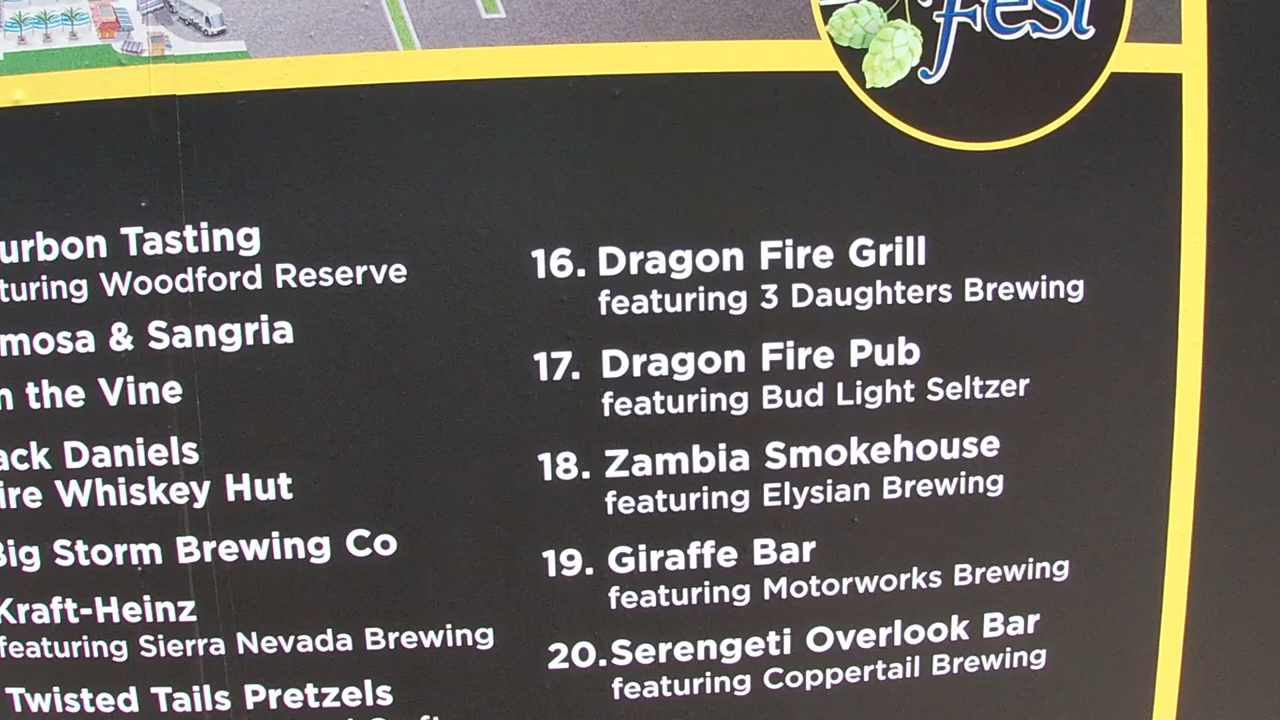 fest
urbon Tasting
turing Woodford Reserve
mosa & Sangria
n the Vine
ack Daniels
ire Whiskey Hut
Big Storm Brewing Co
Kraft-Heinz
featuring Sierra Nevada Brewing
Twisted Tails Pretzels
16. Dragon Fire Grill
featuring 3 Daughters Brewing
17. Dragon Fire Pub
featuring Bud Light Seltzer
18. Zambia Smokehouse
featuring Elysian Brewing
19. Giraffe Bar
featuring Motorworks Brewing
20. Serengeti Overlook Bar
featuring Coppertail Brewing